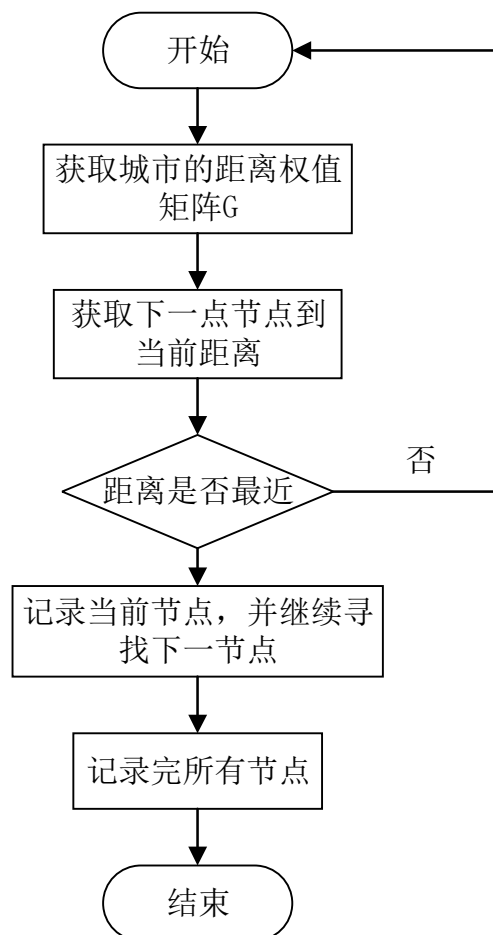 开始
获取城市的距离权值
矩阵G
获取下一点节点到
当前距离
距离是否最近
否
记录当前节点，并继续寻
找下一节点
记录完所有节点
结束